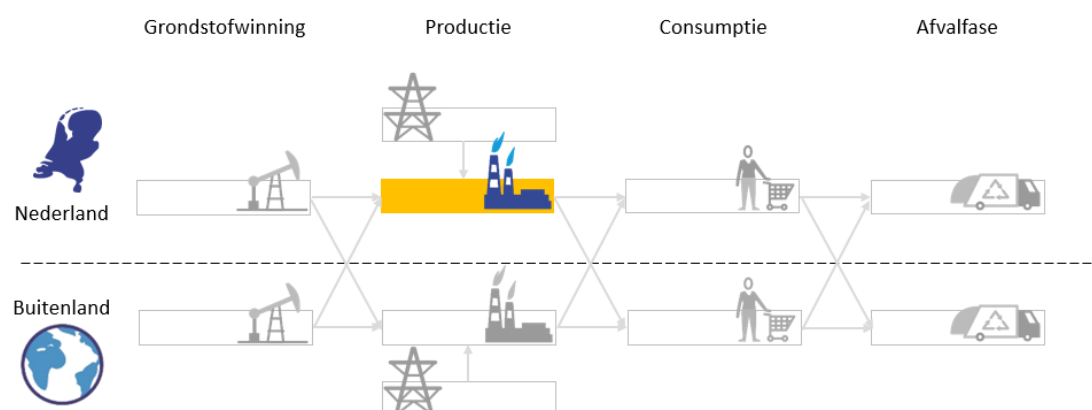 Grondstofwinning Productie Consumptie Afvalfase
Nederland
Buitenland